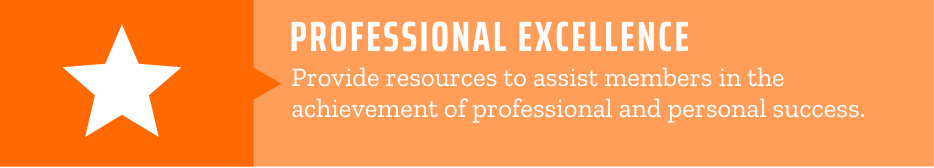 PROFESSIONAL EXCELLENCE
Provide resources to assist members in the
achievement of professional and personal success.